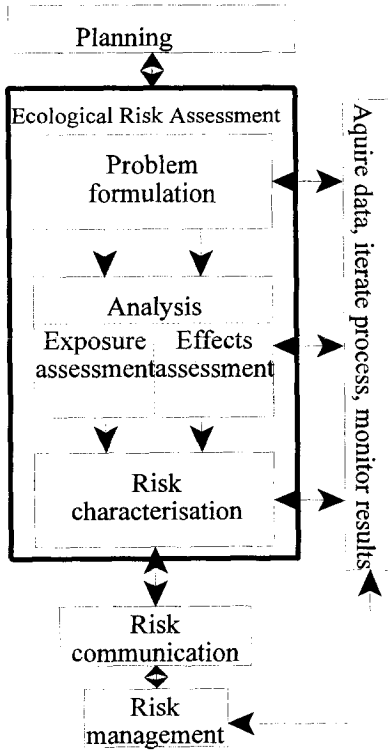 Planning
Ecological Risk Assessment
Problem
formulation
Analysis
Exposure
assessment
Effects
assessment
Risk
characterisation
Risk
communication
Risk
management
Aquire data, iterate process, monitor results